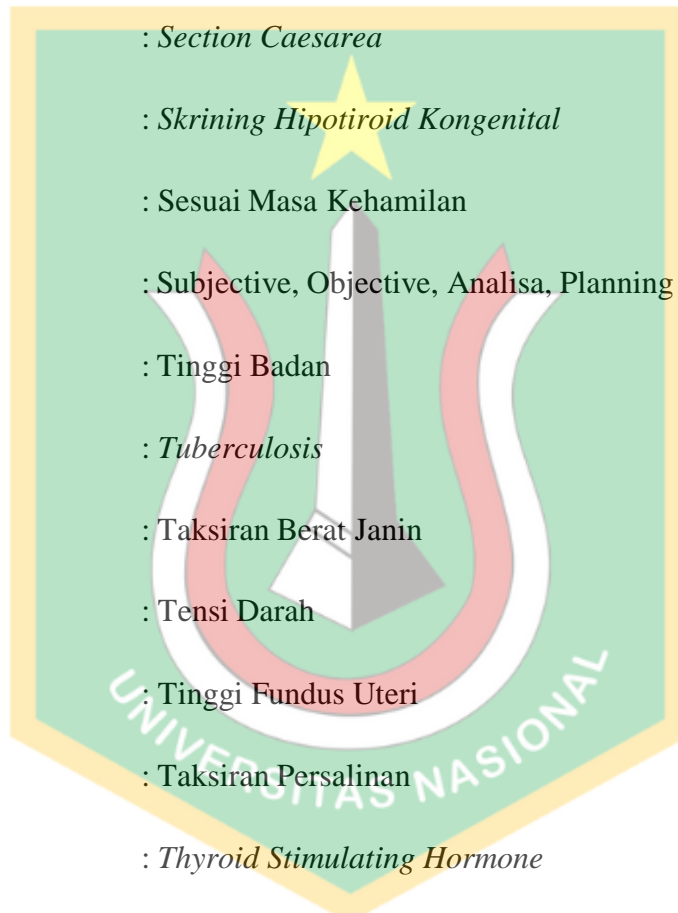 : Section Caesarea
: Skrining Hipotiroid Kongenital
: Sesuai Masa Kehamilan
: Subjective, Objective, Analisa, Planning
: Tinggi Badan
: Tuberculosis
: Taksiran Berat Janin
: Tensi Darah
: Tinggi Fundus Uteri
: Taksiran Persalinan
: Thyroid Stimulating Hormone
UNIVERSITAS NASIONAL